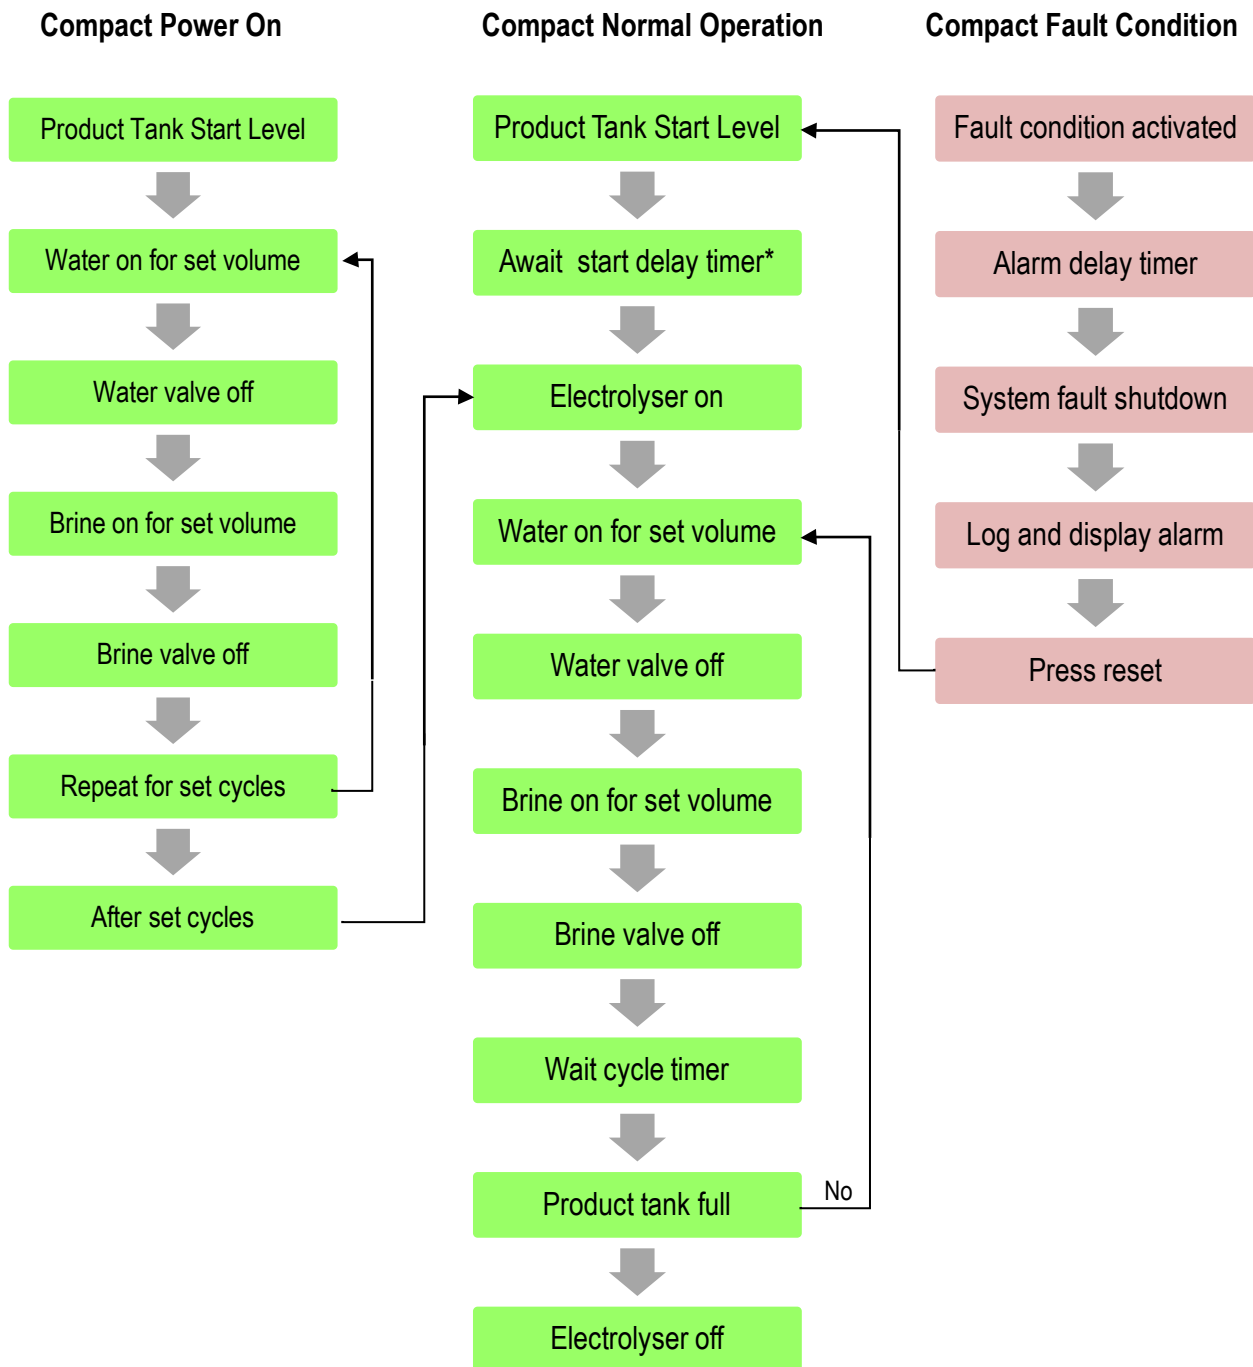 Compact Power On
Product Tank Start Level
Water on for set volume
Water valve off
Brine on for set volume
Brine valve off
Repeat for set cycles
After set cycles
Compact Normal Operation
Product Tank Start Level
Await start delay timer*
Electrolyser on
Water on for set volume
Water valve off
Brine on for set volume
Brine valve off
Wait cycle timer
Product tank full
No
Electrolyser off
Compact Fault Condition
Fault condition activated
Alarm delay timer
System fault shutdown
Log and display alarm
Press reset